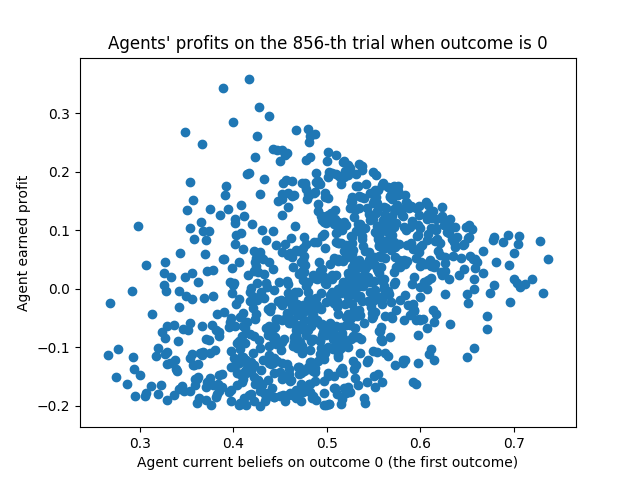 Agents' profits on the 856-th trial when outcome is 0
0.3
0.2
0.1
0.0
−0.1
−0.2
Agent earned profit
0.3 0.4 0.5 0.6 0.7
Agent current beliefs on outcome 0 (the first outcome)